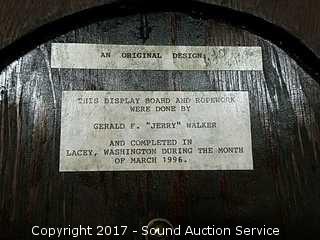 AN ORIGINAL DESIGN
THIS DISPLAY BOARD AND ROPEWORK
WERE DONE BY
GERALD F. "JERRY" WALKER
AND COMPLETED IN
LACEY, WASHINGTON DURING THE MONTH
OF MARCH 1996.
Copyright 2017 - Sound Auction Service